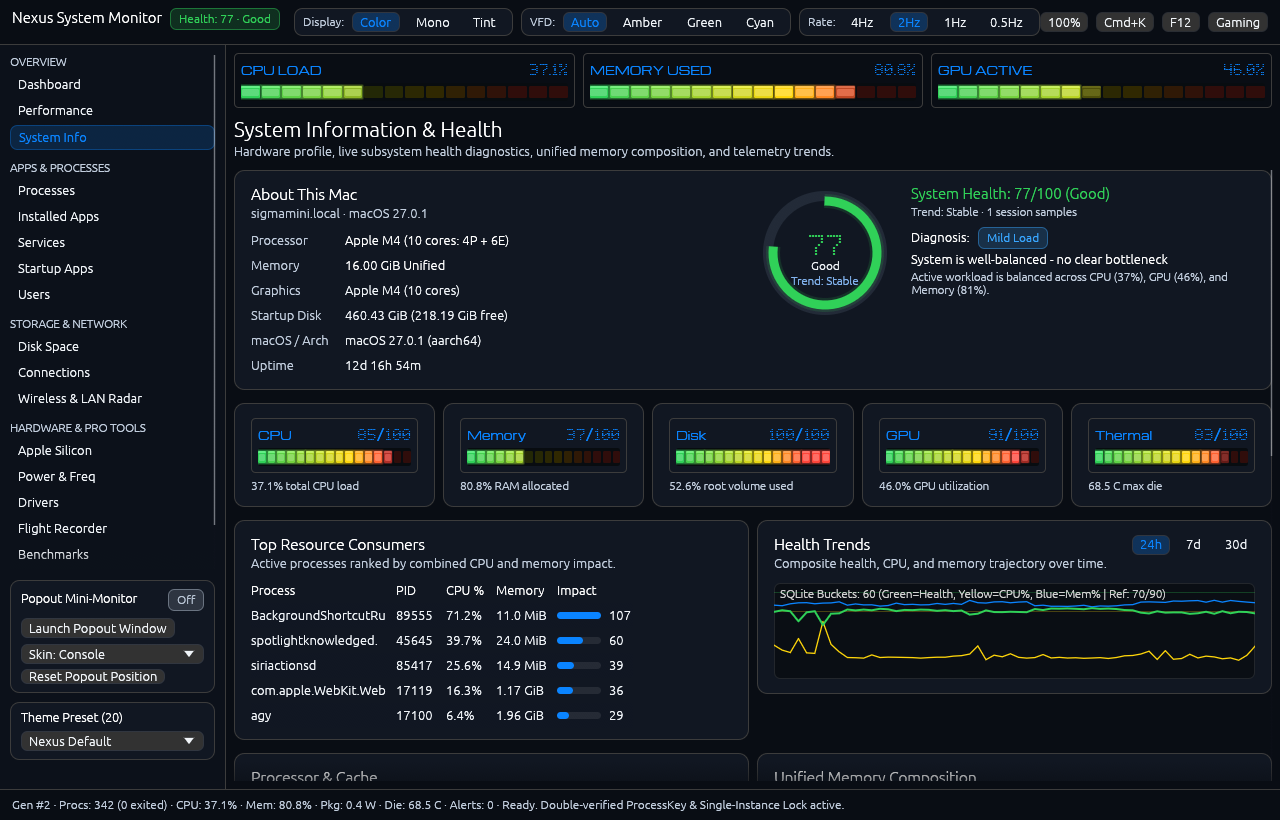 Nexus System Monitor
Health: 77 · Good
Display: Color Mono Tint
VFD: Auto Amber Green Cyan
Rate: 4Hz 2Hz 1Hz 0.5Hz
100% Cmd+K F12 Gaming
OVERVIEW
Dashboard
Performance
System Info
APPS & PROCESSES
Processes
Installed Apps
Services
Startup Apps
Users
STORAGE & NETWORK
Disk Space
Connections
Wireless & LAN Radar
HARDWARE & PRO TOOLS
Apple Silicon
Power & Freq
Drivers
Flight Recorder
Benchmarks
Popout Mini-Monitor Off
Launch Popout Window
Skin: Console
Reset Popout Position
Theme Preset (20)
Nexus Default
CPU LOAD 37.1%
MEMORY USED 80.8%
GPU ACTIVE 46.0%
System Information & Health
Hardware profile, live subsystem health diagnostics, unified memory composition, and telemetry trends.
About This Mac
sigmamini.local · macOS 27.0.1
Processor Apple M4 (10 cores: 4P + 6E)
Memory 16.00 GiB Unified
Graphics Apple M4 (10 cores)
Startup Disk 460.43 GiB (218.19 GiB free)
macOS / Arch macOS 27.0.1 (aarch64)
Uptime 12d 16h 54m
77
Good
Trend: Stable
System Health: 77/100 (Good)
Trend: Stable · 1 session samples
Diagnosis: Mild Load
System is well-balanced - no clear bottleneck
Active workload is balanced across CPU (37%), GPU (46%), and
Memory (81%).
CPU 85/100
37.1% total CPU load
Memory 37/100
80.8% RAM allocated
Disk 100/100
52.6% root volume used
GPU 91/100
46.0% GPU utilization
Thermal 83/100
68.5 C max die
Top Resource Consumers
Active processes ranked by combined CPU and memory impact.
Process PID CPU % Memory Impact
BackgroundShortcutRu 89555 71.2% 11.0 MiB 107
spotlightknowledged. 45645 39.7% 24.0 MiB 60
siriactionsd 85417 25.6% 14.9 MiB 39
com.apple.WebKit.Web 17119 16.3% 1.17 GiB 36
agy 17100 6.4% 1.96 GiB 29
Health Trends 24h 7d 30d
Composite health, CPU, and memory trajectory over time.
SQLite Buckets: 60 (Green=Health, Yellow=CPU%, Blue=Mem% | Ref: 70/90)
Processor & Cache
Unified Memory Composition
Gen #2 · Procs: 342 (0 exited) · CPU: 37.1% · Mem: 80.8% · Pkg: 0.4 W · Die: 68.5 C · Alerts: 0 · Ready. Double-verified ProcessKey & Single-Instance Lock active.